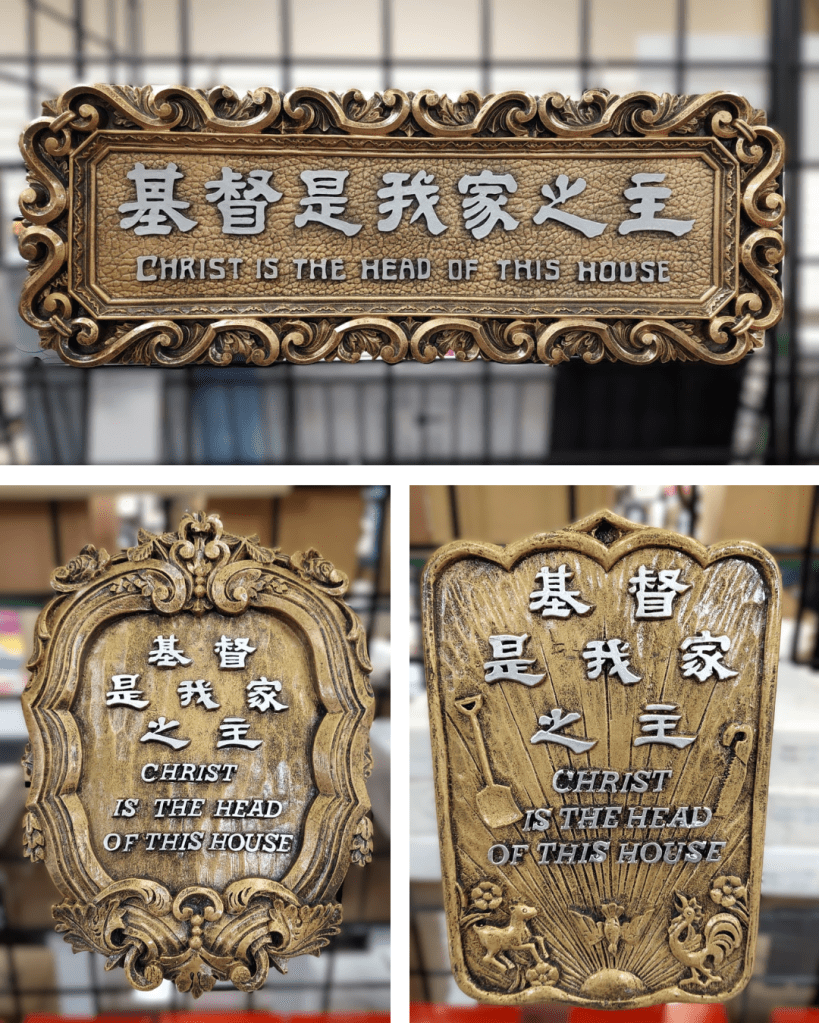 基督是我家之主
CHRIST IS THE HEAD OF THIS HOUSE
基督
是我家
之主
CHRIST
IS THE HEAD
OF THIS HOUSE
基督
是我家
之主
CHRIST
IS THE HEAD
OF THIS HOUSE